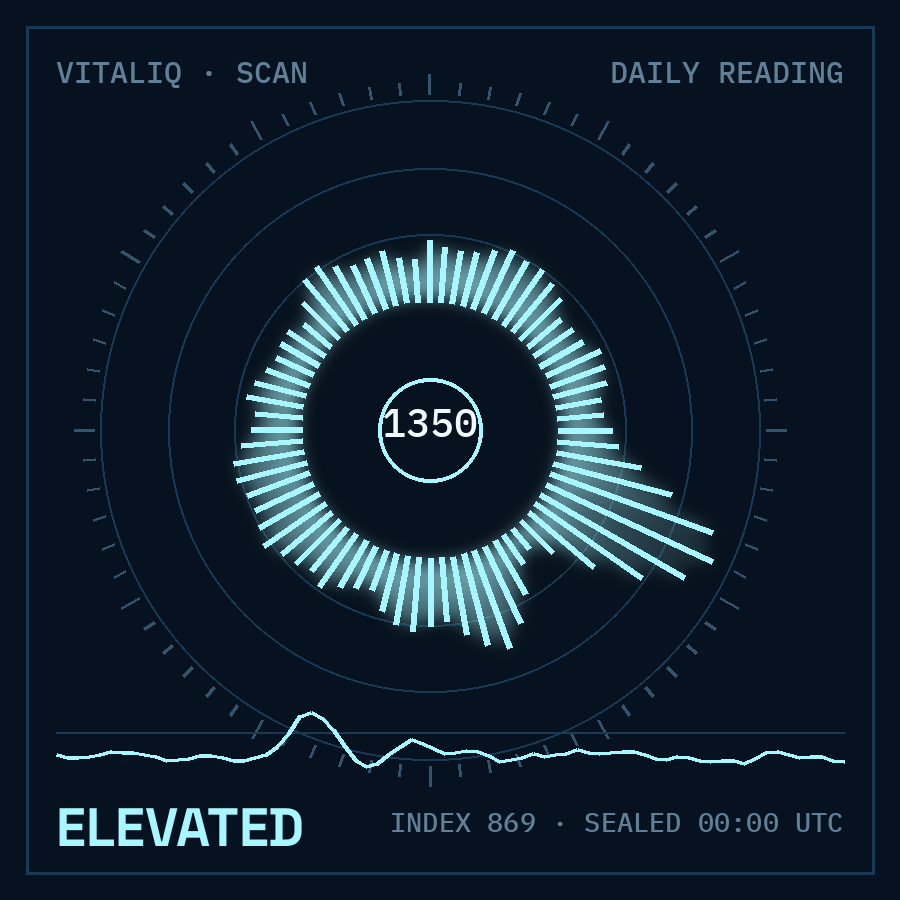 VITALIQ · SCAN
DAILY READING
1350
ELEVATED
INDEX 869 · SEALED 00:00 UTC